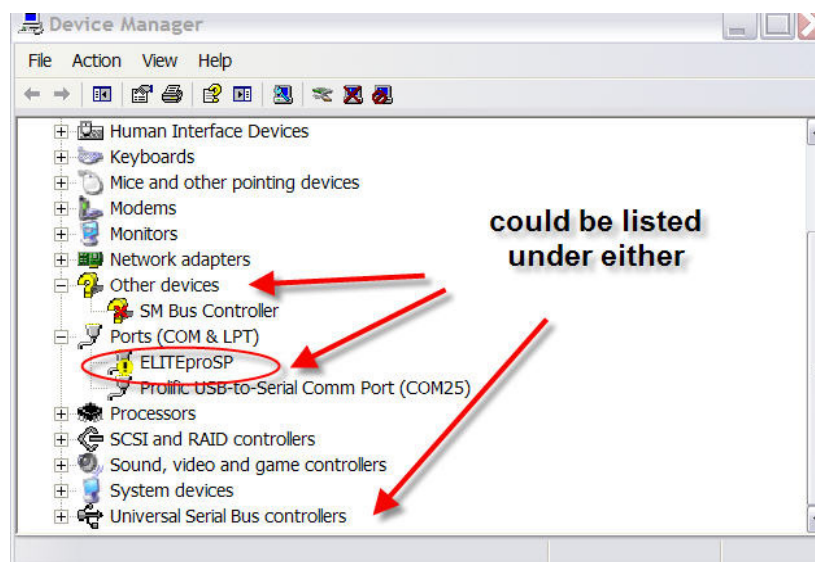 Device Manager
File Action View Help
Human Interface Devices
Keyboards
Mice and other pointing devices
Modems
Monitors
Network adapters
Other devices
SM Bus Controller
Ports (COM & LPT)
ELITEproSP
Prolific USB-to-Serial Comm Port (COM25)
Processors
SCSI and RAID controllers
Sound, video and game controllers
System devices
Universal Serial Bus controllers
could be listed
under either